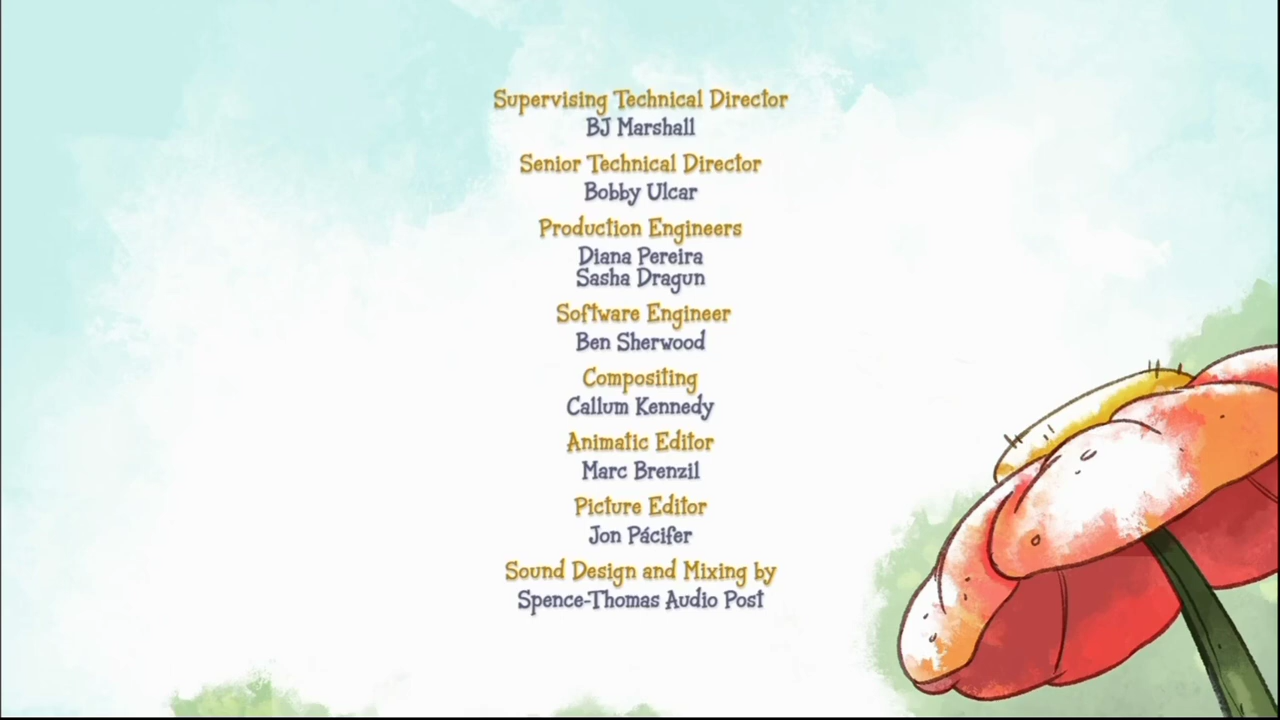 Supervising Technical Director
BJ Marshall
Senior Technical Director
Bobby Ulcar
Production Engineers
Diana Pereira
Sasha Dragun
Software Engineer
Ben Sherwood
Compositing
Callum Kennedy
Animatic Editor
Marc Brenzil
Picture Editor
Jon Pácifer
Sound Design and Mixing by
Spence-Thomas Audio Post